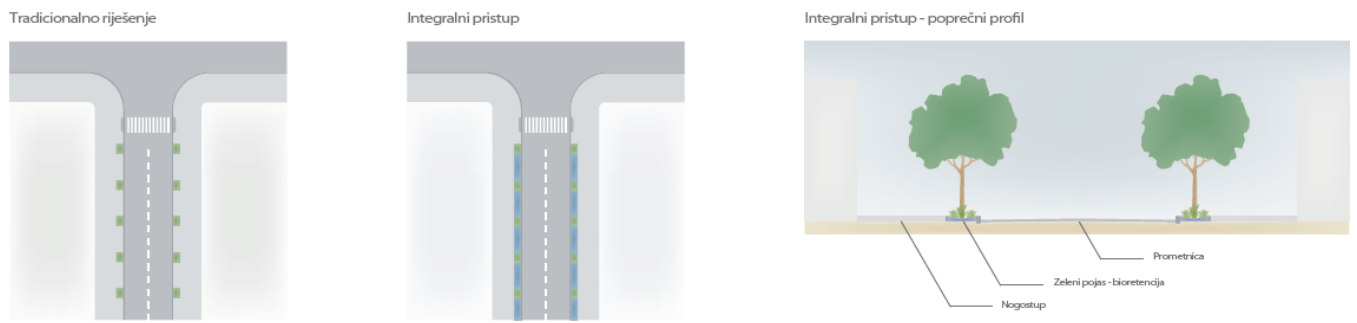 Tradicionalno riješenje
Integralni pristup
Integralni pristup - poprečni profil
Prometnica
Zeleni pojas - bioretencija
Nogostup